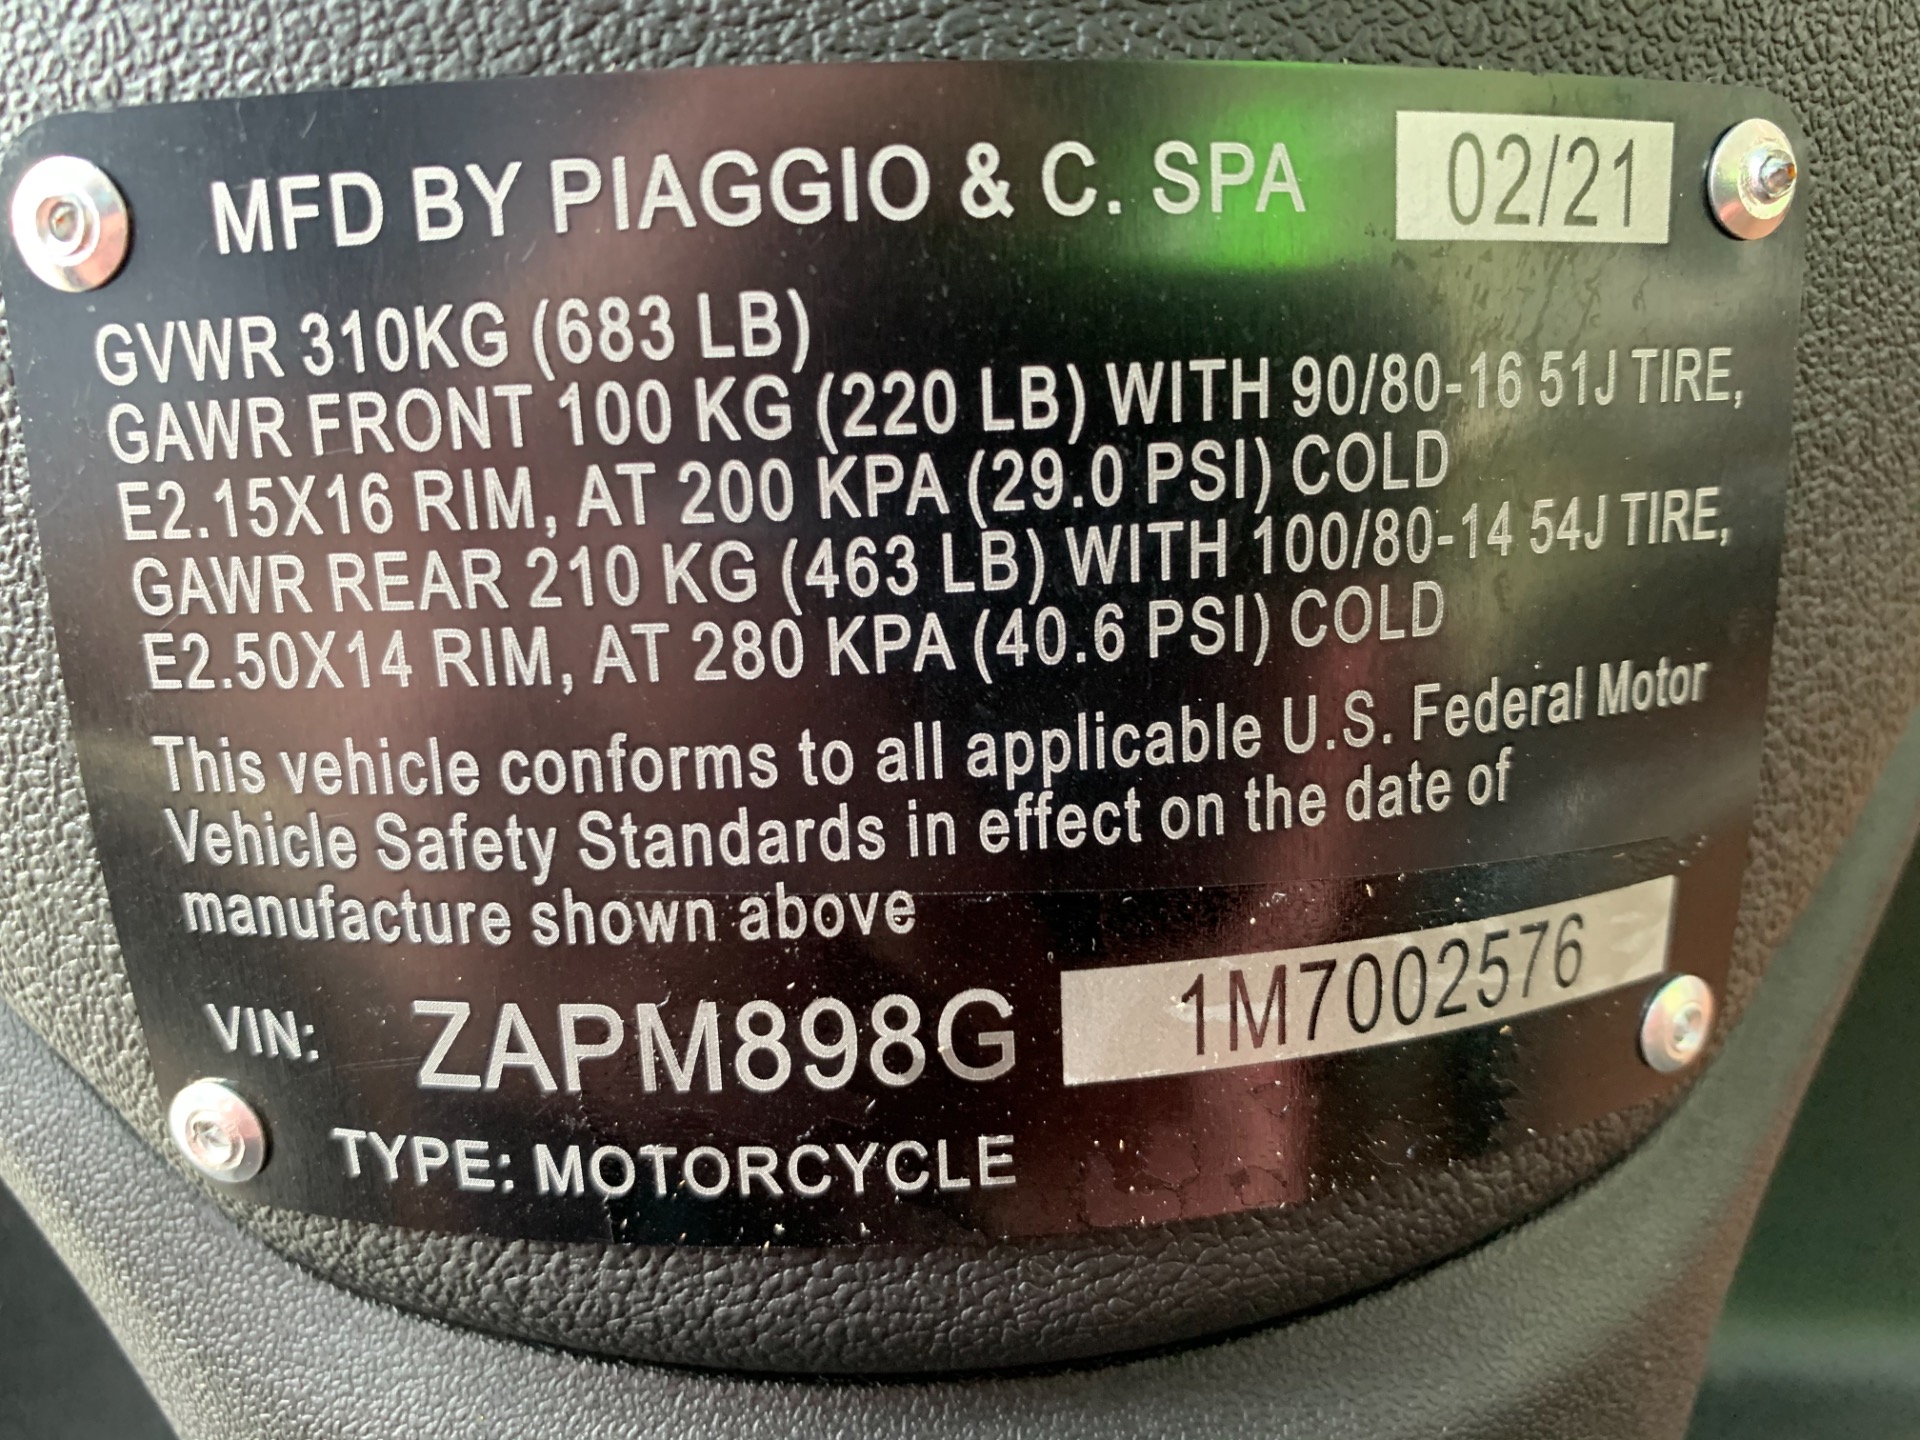 MFD BY PIAGGIO & C. SPA 02/21
GVWR 310KG (683 LB)
GAWR FRONT 100 KG (220 LB) WITH 90/80-16 51J TIRE,
E2.15X16 RIM, AT 200 KPA (29.0 PSI) COLD
GAWR REAR 210 KG (463 LB) WITH 100/80-14 54J TIRE,
E2.50X14 RIM, AT 280 KPA (40.6 PSI) COLD
This vehicle conforms to all applicable U.S. Federal Motor
Vehicle Safety Standards in effect on the date of
manufacture shown above
VIN: ZAPM898G 1M7002576
TYPE: MOTORCYCLE